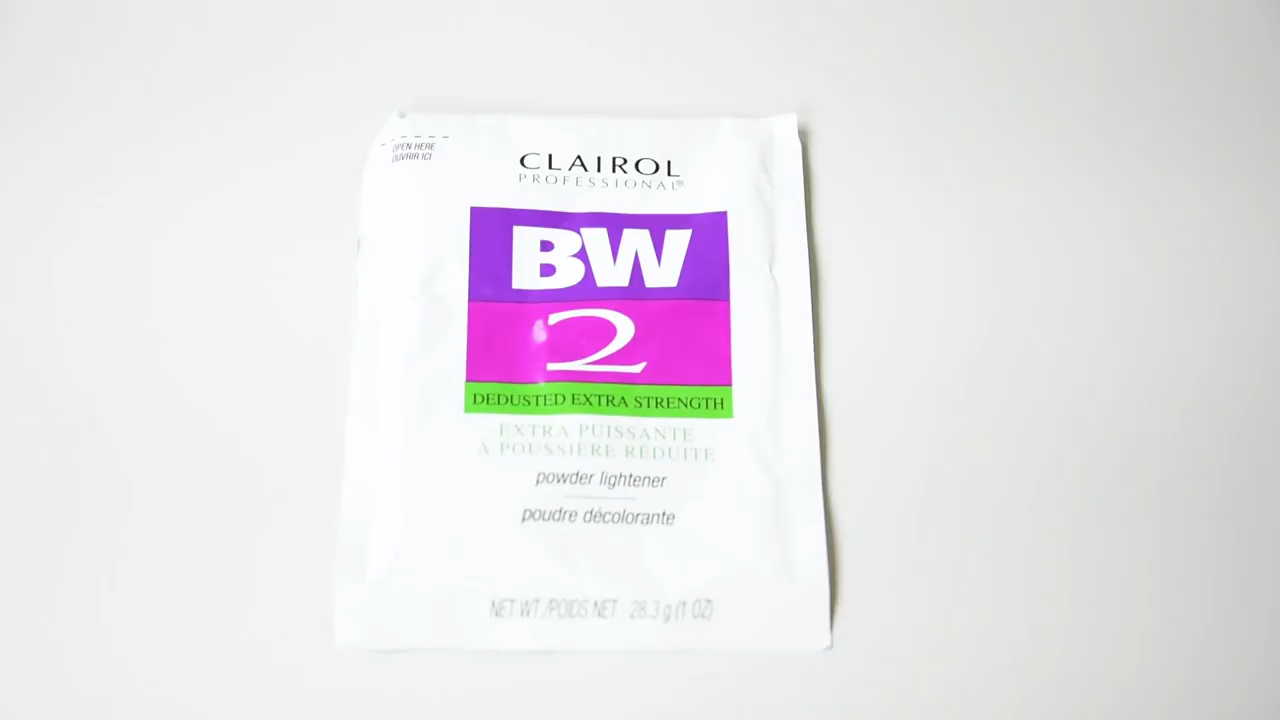 OPEN HERE
OUVRIR ICI
CLAIROL
PROFESSIONAL®
BW
2
DEDUSTED EXTRA STRENGTH
EXTRA PUISSANTE
À POUSSIÈRE RÉDUITE
powder lightener
poudre décolorante
NET WT./POIDS NET 28.3 g (1 OZ)